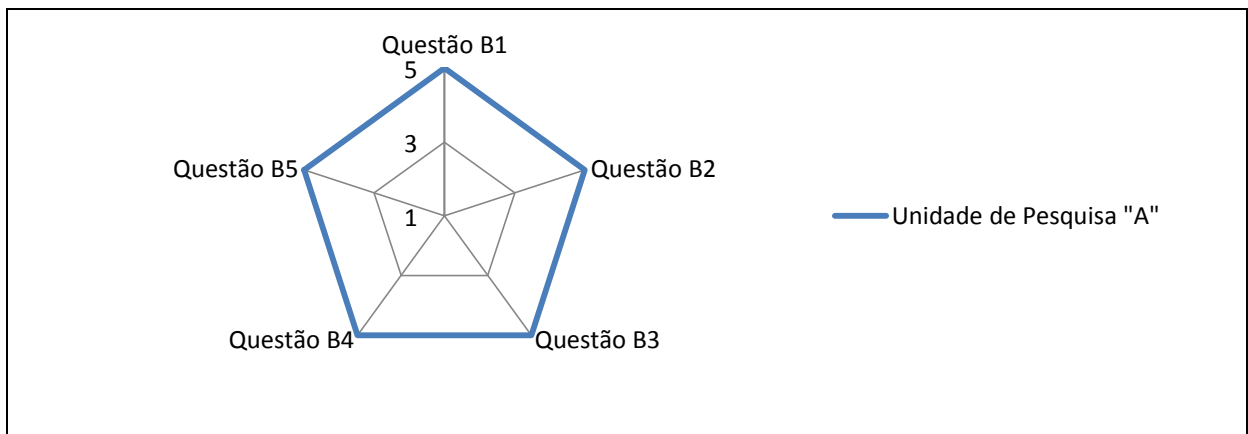 Questão B1
5
3
1
Questão B5
Questão B2
Questão B4
Questão B3
Unidade de Pesquisa "A"